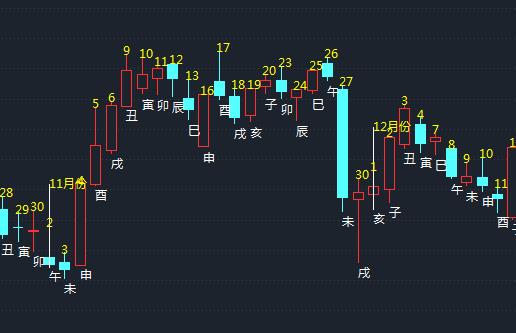 28
丑
29
寅
30
卯
11月份
2
午
3
未
4
申
5
酉
6
戌
9
丑
10
寅
11
卯
12
辰
13
巳
16
申
17
酉
18
戌
19
亥
20
子
23
卯
24
辰
25
巳
26
午
27
未
30
戌
12月份
1
亥
2
子
3
丑
4
寅
7
巳
8
午
9
未
10
申
11
酉